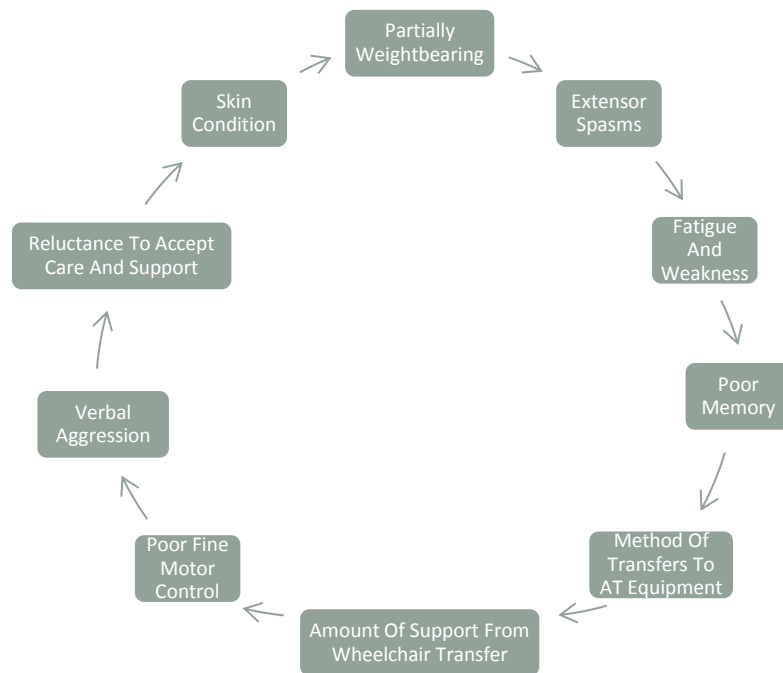 Partially
Weightbearing
Extensor
Spasms
Fatigue
And
Weakness
Poor
Memory
Method Of
Transfers To
AT Equipment
Amount Of Support From
Wheelchair Transfer
Poor Fine
Motor
Control
Verbal
Aggression
Reluctance To Accept
Care And Support
Skin
Condition